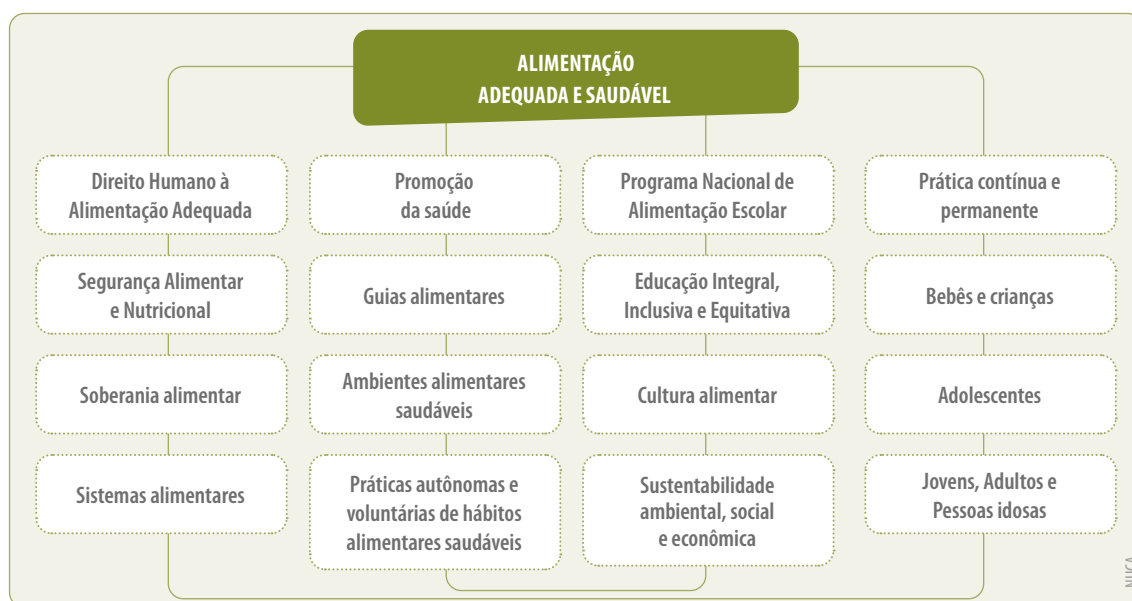 ALIMENTAÇÃO
ADEQUADA E SAUDÁVEL
Direito Humano à
Alimentação Adequada
Segurança Alimentar
e Nutricional
Soberania alimentar
Sistemas alimentares
Promoção
da saúde
Guias alimentares
Ambientes alimentares
saudáveis
Práticas autônomas e
voluntárias de hábitos
alimentares saudáveis
Programa Nacional de
Alimentação Escolar
Educação Integral,
Inclusiva e Equitativa
Cultura alimentar
Sustentabilidade
ambiental, social
e econômica
Prática contínua e
permanente
Bebês e crianças
Adolescentes
Jovens, Adultos e
Pessoas idosas